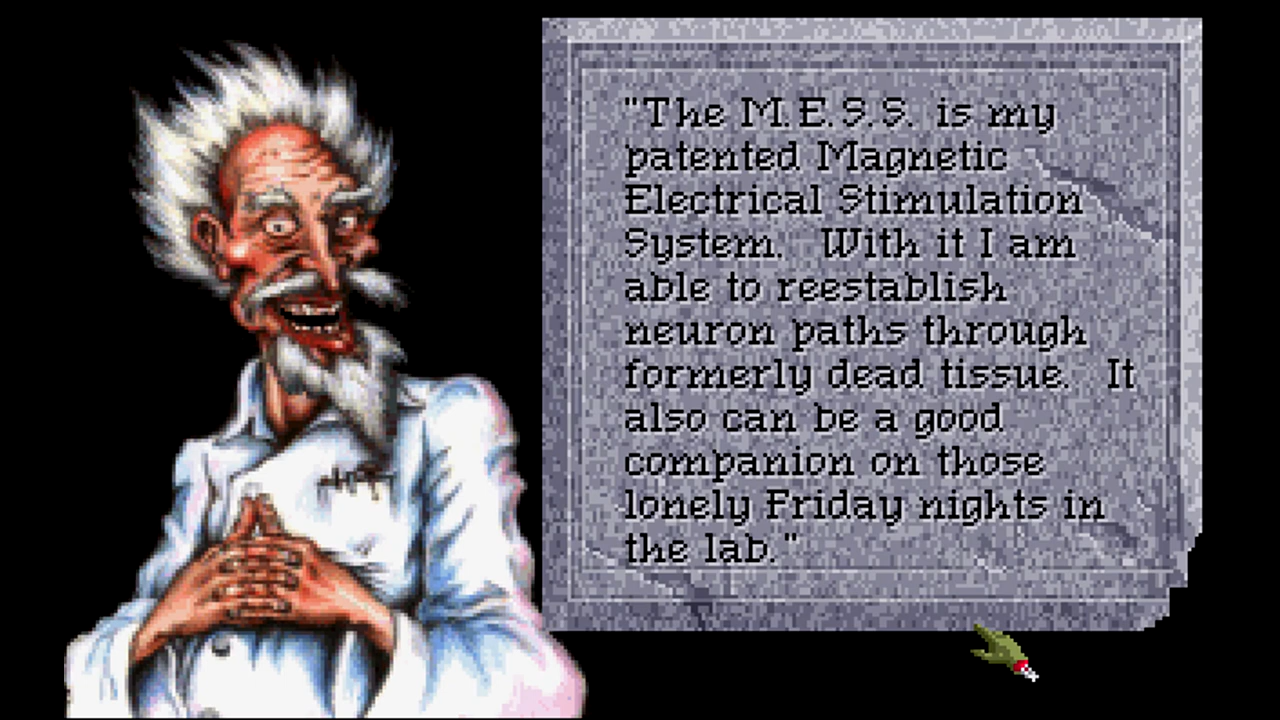 "The M.E.S.S. is my
patented Magnetic
Electrical Stimulation
System.  With it I am
able to reestablish
neuron paths through
formerly dead tissue.  It
also can be a good
companion on those
lonely Friday nights in
the lab."